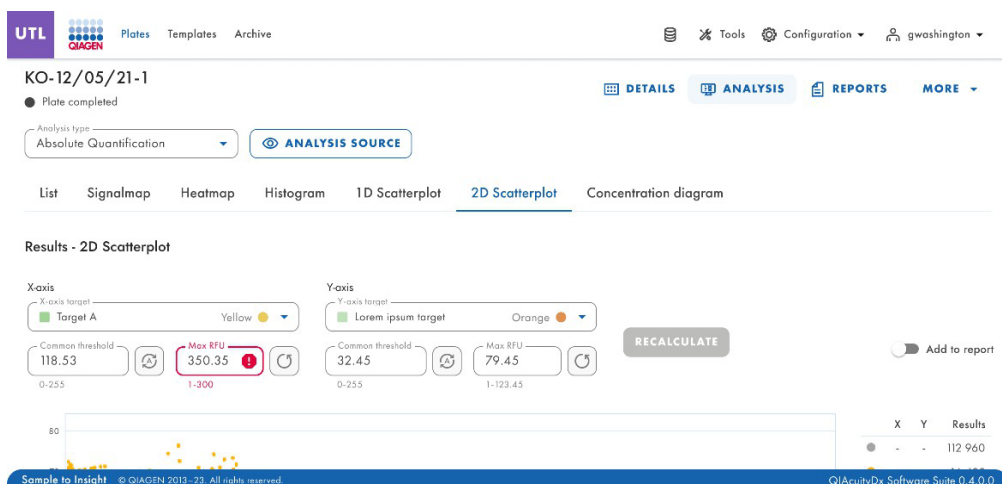 UTL QIAGEN Plates Templates Archive Tools Configuration gwashington
KO-12/05/21-1
Plate completed
DETAILS ANALYSIS REPORTS MORE
Analysis type
Absolute Quantification
ANALYSIS SOURCE
List Signalmap Heatmap Histogram 1D Scatterplot 2D Scatterplot Concentration diagram
Results - 2D Scatterplot
X-axis Y-axis
X-axis target Y-axis target
Target A Yellow Lorem ipsum target Orange
Common threshold Max RFU Common threshold Max RFU
118.53 A 350.35 ! 32.45 A 79.45
0-255 1-300 0-255 1-123.45
RECALCULATE
Add to report
80
X Y Results
- - 112 960
Sample to Insight © QIAGEN 2013-23. All rights reserved. QIAcuityDx Software Suite 0.4.0.0